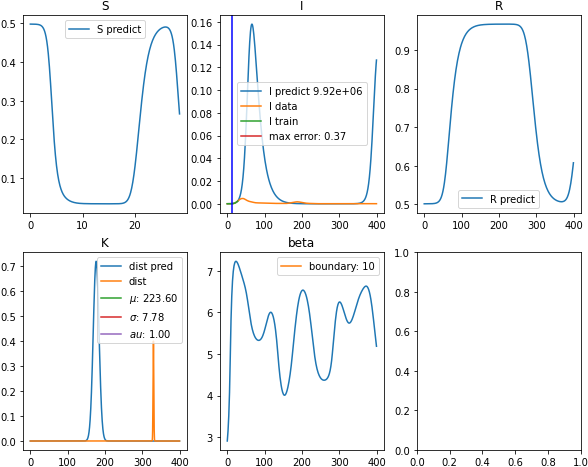 S
I
R
0.5
0.4
0.3
0.2
0.1
0 10 20
S predict
0.16
0.14
0.12
0.10
0.08
0.06
0.04
0.02
0.00
0 100 200 300 400
I predict 9.92e+06
I data
I train
max error: 0.37
0.9
0.8
0.7
0.6
0.5
0 100 200 300 400
R predict
K
beta
0.7
0.6
0.5
0.4
0.3
0.2
0.1
0.0
0 100 200 300 400
dist pred
dist
μ: 223.60
σ: 7.78
au: 1.00
7
6
5
4
3
0 100 200 300 400
boundary: 10
1.0
0.8
0.6
0.4
0.2
0.0
0.0 0.2 0.4 0.6 0.8 1.0